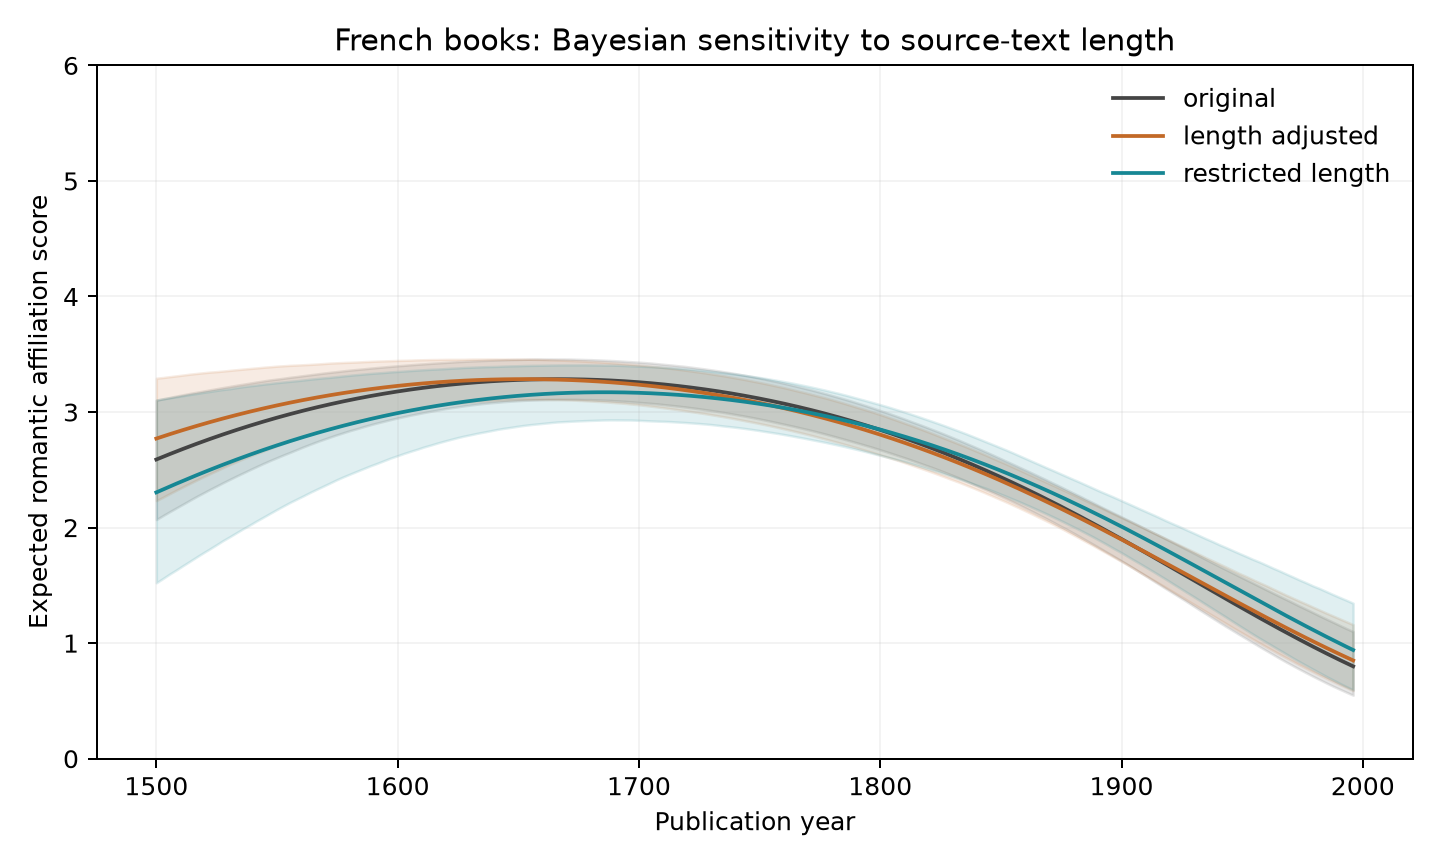 French books: Bayesian sensitivity to source-text length
original
length adjusted
restricted length
Expected romantic affiliation score
6
5
4
3
2
1
0
1500 1600 1700 1800 1900 2000
Publication year